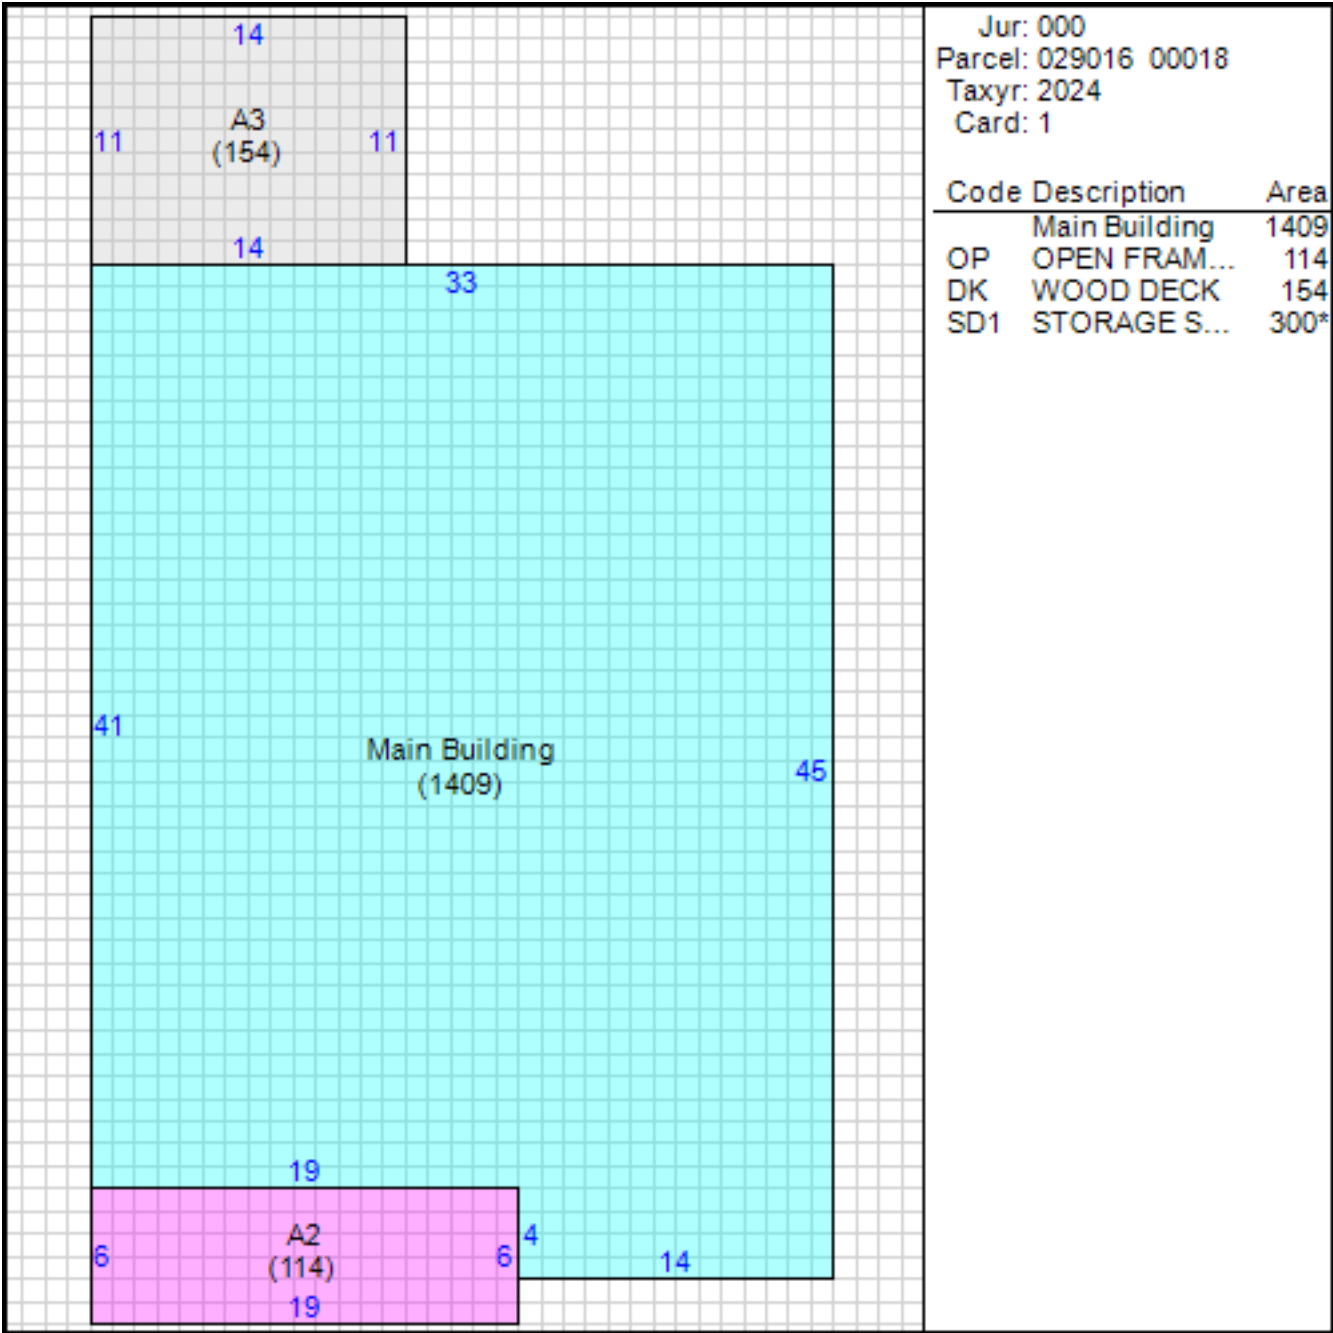 14
A3
11
11
(154)
14
33
41
Main Building
45
(1409)
19
A2
4
6
6
(114)
14
19
Jur: 000
Parcel: 029016 00018
Taxyr: 2024
Card: 1
Code Description Area
Main Building 1409
OP OPEN FRAM... 114
DK WOOD DECK 154
SD1 STORAGE S... 300*